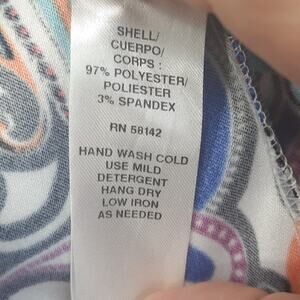 SHELL/
CUERPO/
CORPS :
97% POLYESTER/
POLIESTER
3% SPANDEX
RN 58142
HAND WASH COLD
USE MILD
DETERGENT
HANG DRY
LOW IRON
AS NEEDED